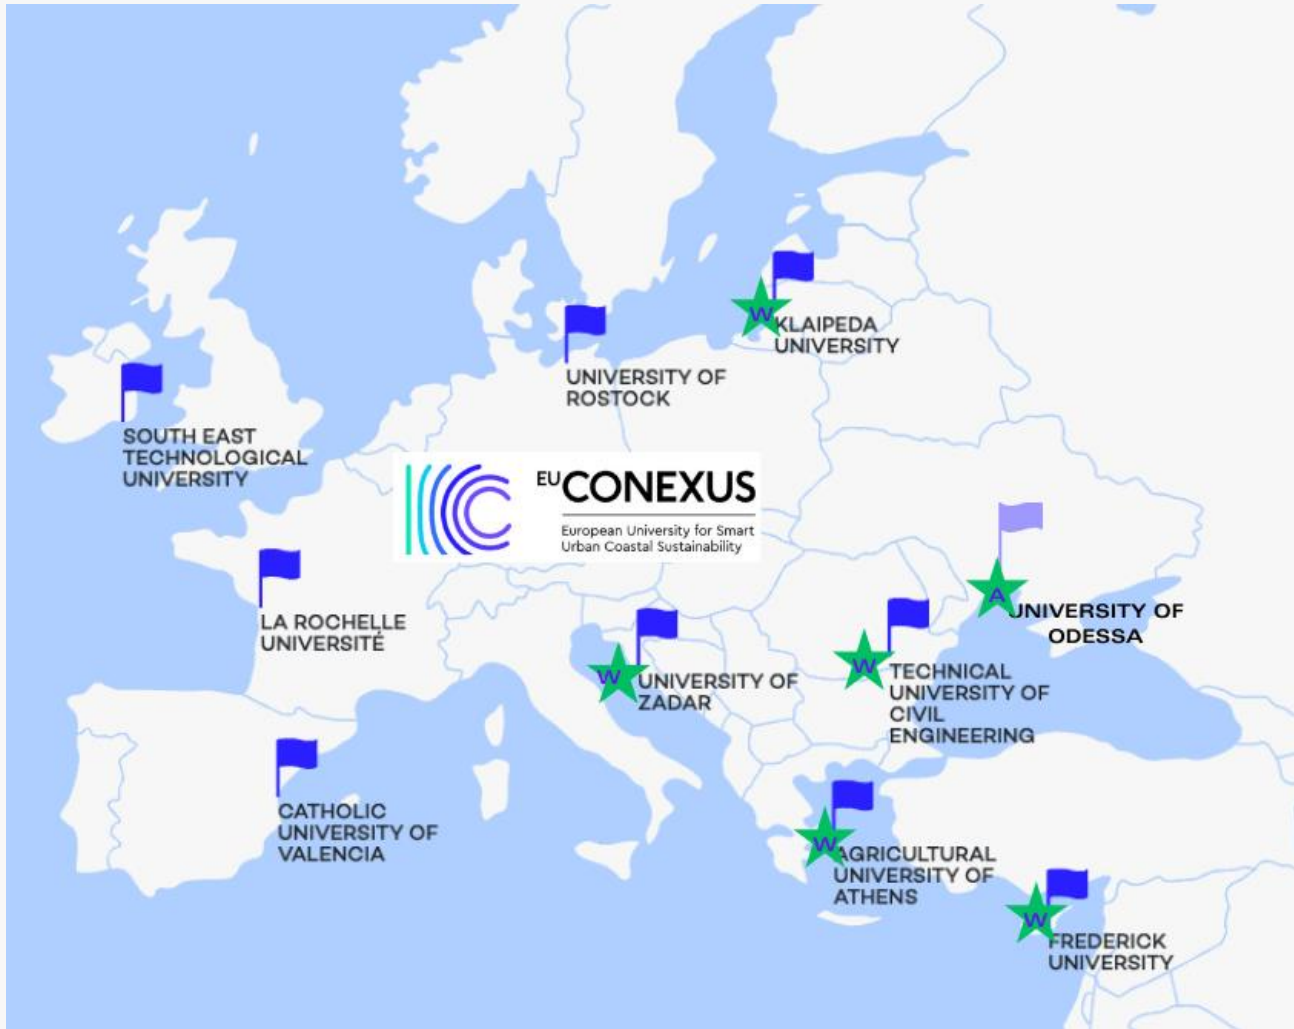 W
KLAIPEDA
UNIVERSITY
UNIVERSITY OF
ROSTOCK
SOUTH EAST
TECHNOLOGICAL
UNIVERSITY
EU CONEXUS
European University for Smart
Urban Coastal Sustainability
LA ROCHELLE
UNIVERSITÉ
A
UNIVERSITY OF
ODESSA
W
UNIVERSITY OF
ZADAR
W
TECHNICAL
UNIVERSITY OF
CIVIL
ENGINEERING
CATHOLIC
UNIVERSITY OF
VALENCIA
W
AGRICULTURAL
UNIVERSITY OF
ATHENS
W
FREDERICK
UNIVERSITY